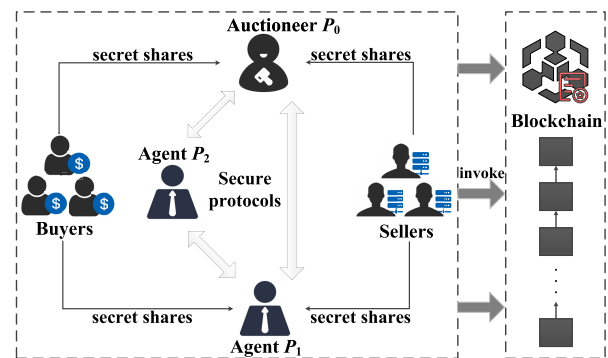 Auctioneer P0
secret shares
secret shares
Blockchain
Agent P2
Secure
protocols
invoke
$
$
$
Buyers
Sellers
secret shares
secret shares
Agent P1